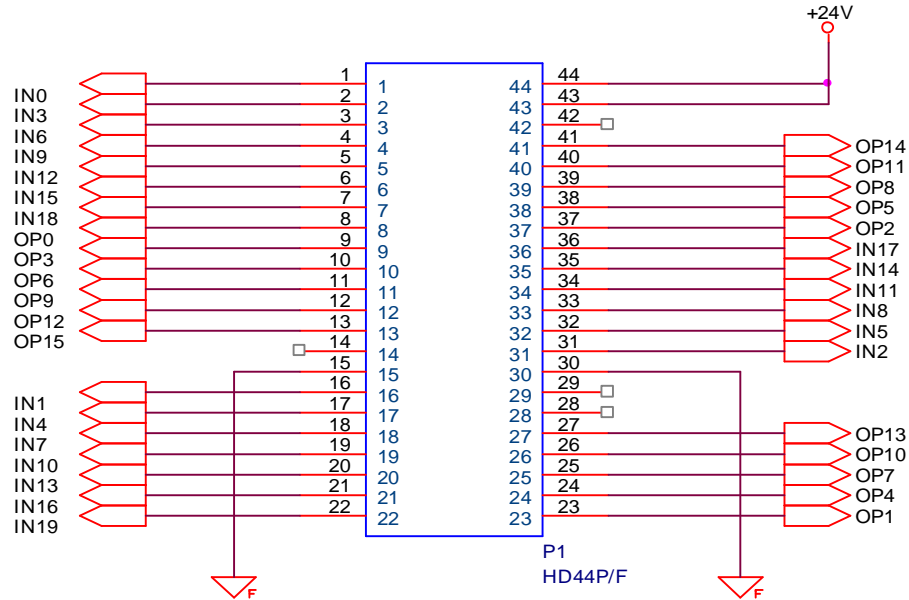 +24V
IN0 1 1 44 44
IN3 2 2 43 43
IN6 3 3 42 42
IN9 4 4 41 41 OP14
IN12 5 5 40 40 OP11
IN15 6 6 39 39 OP8
IN18 7 7 38 38 OP5
OP0 8 8 37 37 OP2
OP3 9 9 36 36 IN17
OP6 10 10 35 35 IN14
OP9 11 11 34 34 IN11
OP12 12 12 33 33 IN8
OP15 13 13 32 32 IN5
14 14 31 31 IN2
15 15 30 30
IN1 16 16 29 29
IN4 17 17 28 28
IN7 18 18 27 27 OP13
IN10 19 19 26 26 OP10
IN13 20 20 25 25 OP7
IN16 21 21 24 24 OP4
IN19 22 22 23 23 OP1
P1
HD44P/F
F F